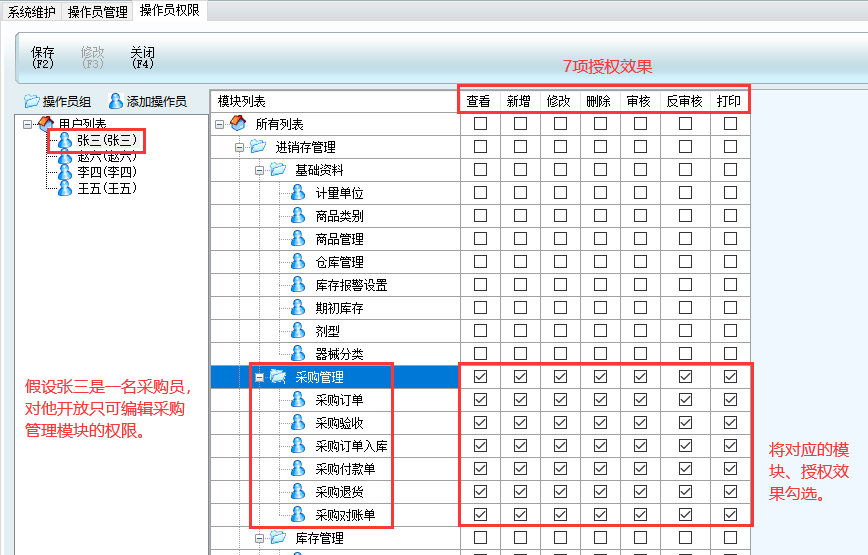 系统维护 操作员管理 操作员权限
保存 修改 关闭
(F2) (F3) (F4)
7项授权效果
操作员组 添加操作员
模块列表 查看 新增 修改 删除 审核 反审核 打印
用户列表
张三(张三)
赵六(赵六)
李四(李四)
王五(王五)
所有列表
进销存管理
基础资料
计量单位
商品类别
商品管理
仓库管理
库存报警设置
期初库存
剂型
器械分类
采购管理
采购订单
采购验收
采购订单入库
采购付款单
采购退货
采购对账单
库存管理
假设张三是一名采购员，
对他开放只可编辑采购
管理模块的权限。
将对应的模
块、授权效
果勾选。